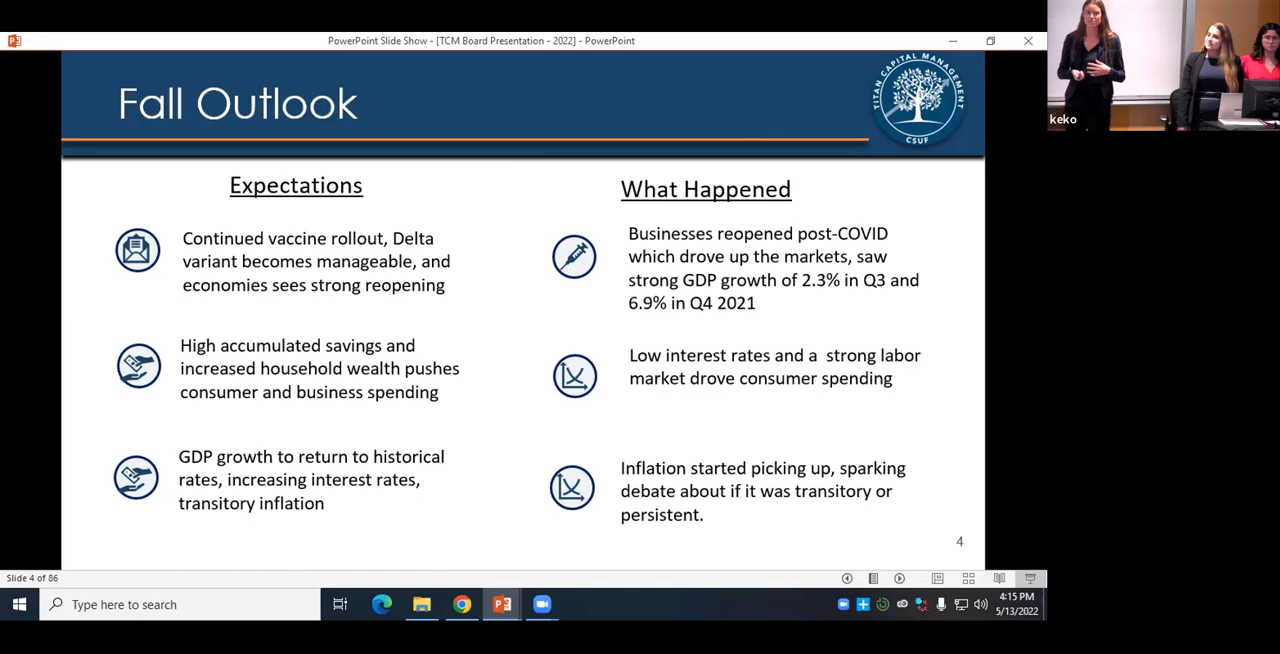 PowerPoint Slide Show - [TCM Board Presentation - 2022] - PowerPoint
keko
Fall Outlook
TITAN CAPITAL MANAGEMENT
CSUF
Expectations
Continued vaccine rollout, Delta
variant becomes manageable, and
economies sees strong reopening
High accumulated savings and
increased household wealth pushes
consumer and business spending
GDP growth to return to historical
rates, increasing interest rates,
transitory inflation
What Happened
Businesses reopened post-COVID
which drove up the markets, saw
strong GDP growth of 2.3% in Q3 and
6.9% in Q4 2021
Low interest rates and a  strong labor
market drove consumer spending
Inflation started picking up, sparking
debate about if it was transitory or
persistent.
4
Slide 4 of 86
Type here to search
4:15 PM
5/13/2022